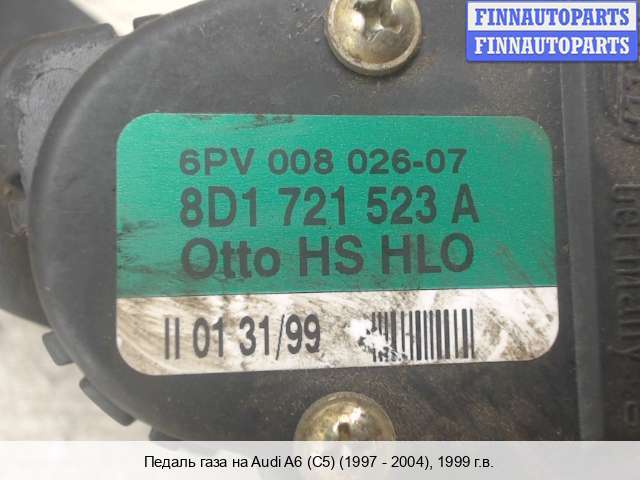 FINNAUTOPARTS
FINNAUTOPARTS
6PV 008 026-07
8D1 721 523 A
Otto HS HLO
II 01 31/99
Germany
Педаль газа на Audi A6 (C5) (1997 - 2004), 1999 г.в.